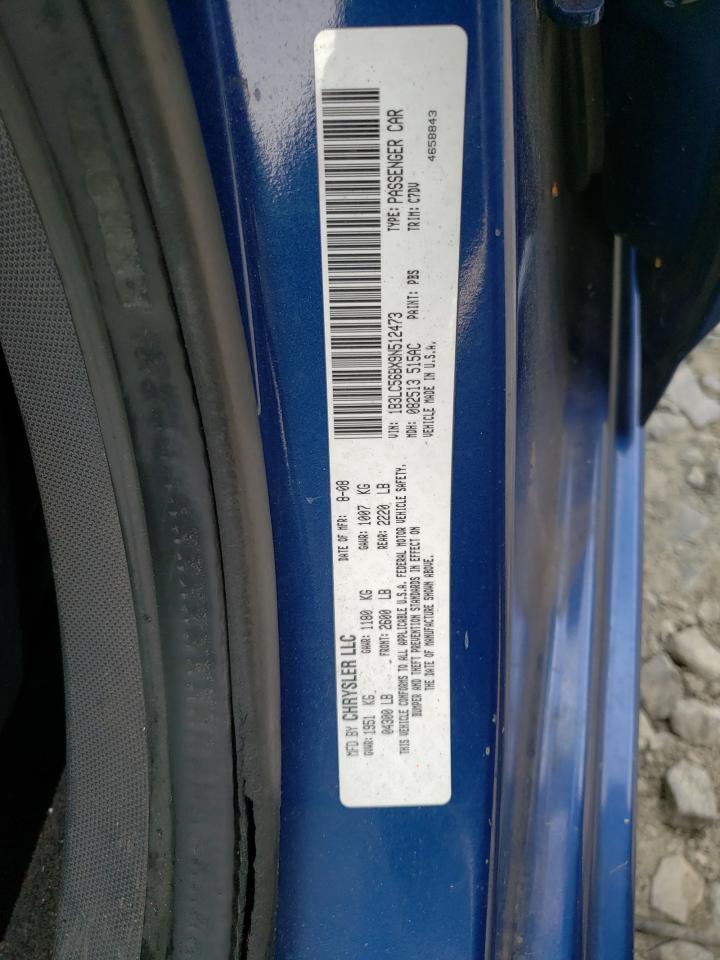 MFD BY CHRYSLER LLC
DATE OF MFR: 8-08
GVWR: 1951 KG
GAWR: 1180 KG
GAWR: 1007 KG
04300 LB
FRONT: 2600 LB
REAR: 2220 LB
THIS VEHICLE CONFORMS TO ALL APPLICABLE U.S.A. FEDERAL MOTOR VEHICLE SAFETY,
BUMPER AND THEFT PREVENTION STANDARDS IN EFFECT ON
THE DATE OF MANUFACTURE SHOWN ABOVE.
VIN: 1B3LC56BX9N512473
TYPE: PASSENGER CAR
MDH: 082513 515AC
PAINT: PBS
TRIM: C7DV
VEHICLE MADE IN U.S.A.
4658843